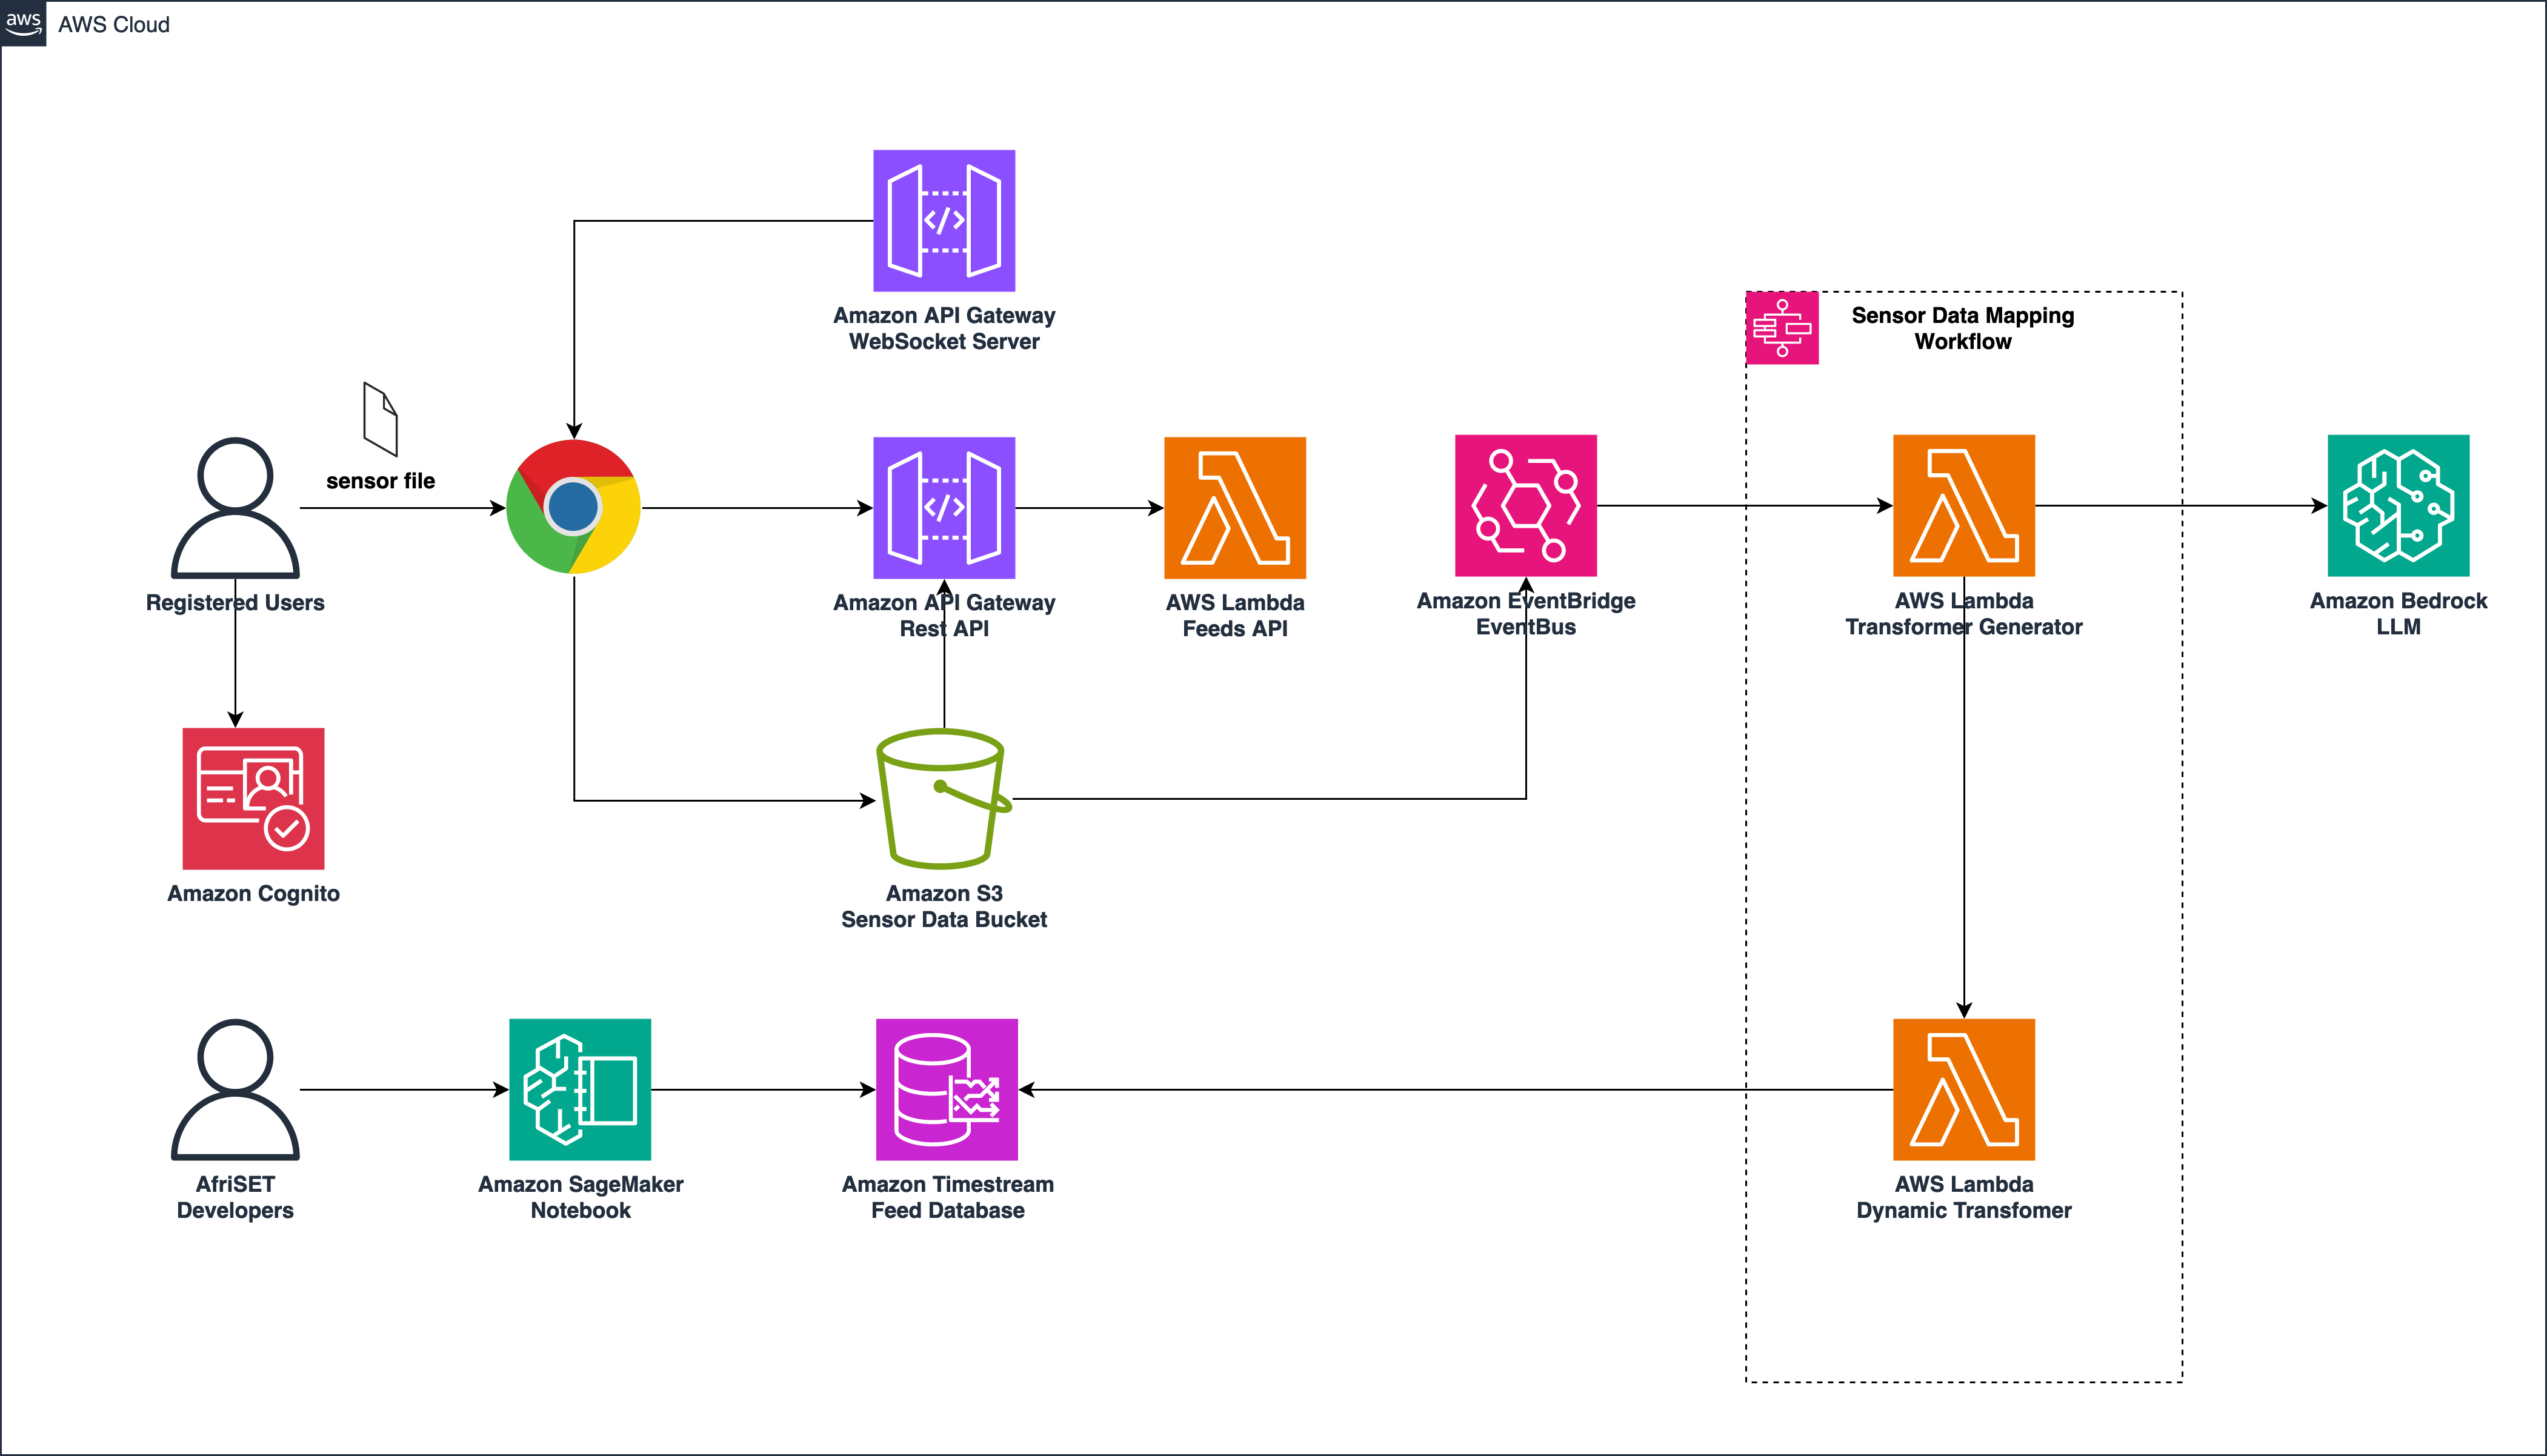 aws
AWS Cloud
Amazon API Gateway
WebSocket Server
Sensor Data Mapping
Workflow
sensor file
Registered Users
Amazon API Gateway
Rest API
AWS Lambda
Feeds API
Amazon EventBridge
EventBus
AWS Lambda
Transformer Generator
Amazon Bedrock
LLM
Amazon Cognito
Amazon S3
Sensor Data Bucket
AfriSET
Developers
Amazon SageMaker
Notebook
Amazon Timestream
Feed Database
AWS Lambda
Dynamic Transfomer